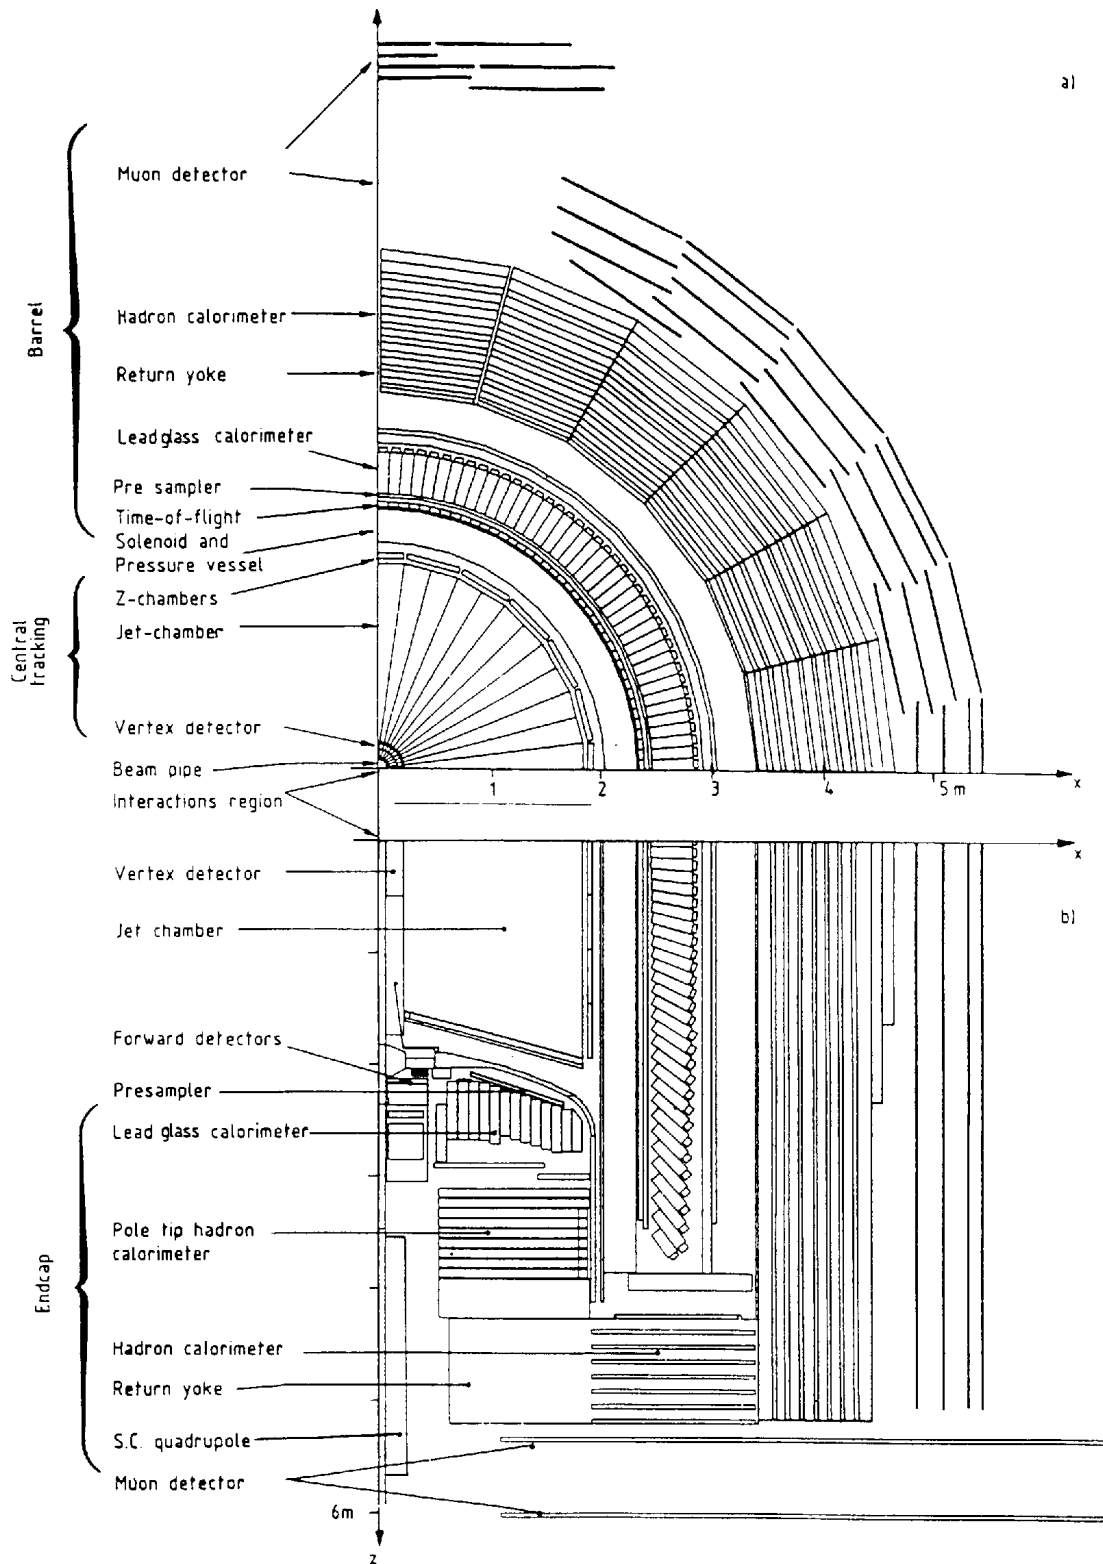 a)
Muon detector
Barrel
Hadron calorimeter
Return yoke
Lead glass calorimeter
Pre sampler
Time-of-flight
Solenoid and
Pressure vessel
Z-chambers
Central
tracking
Jet-chamber
Vertex detector
Beam pipe
Interactions region
1
2
3
4
5 m
x
x
Vertex detector
b)
Jet chamber
Forward detectors
Presampler
Lead glass calorimeter
Endcap
Pole tip hadron
calorimeter
Hadron calorimeter
Return yoke
S.C. quadrupole
Muon detector
6m
z